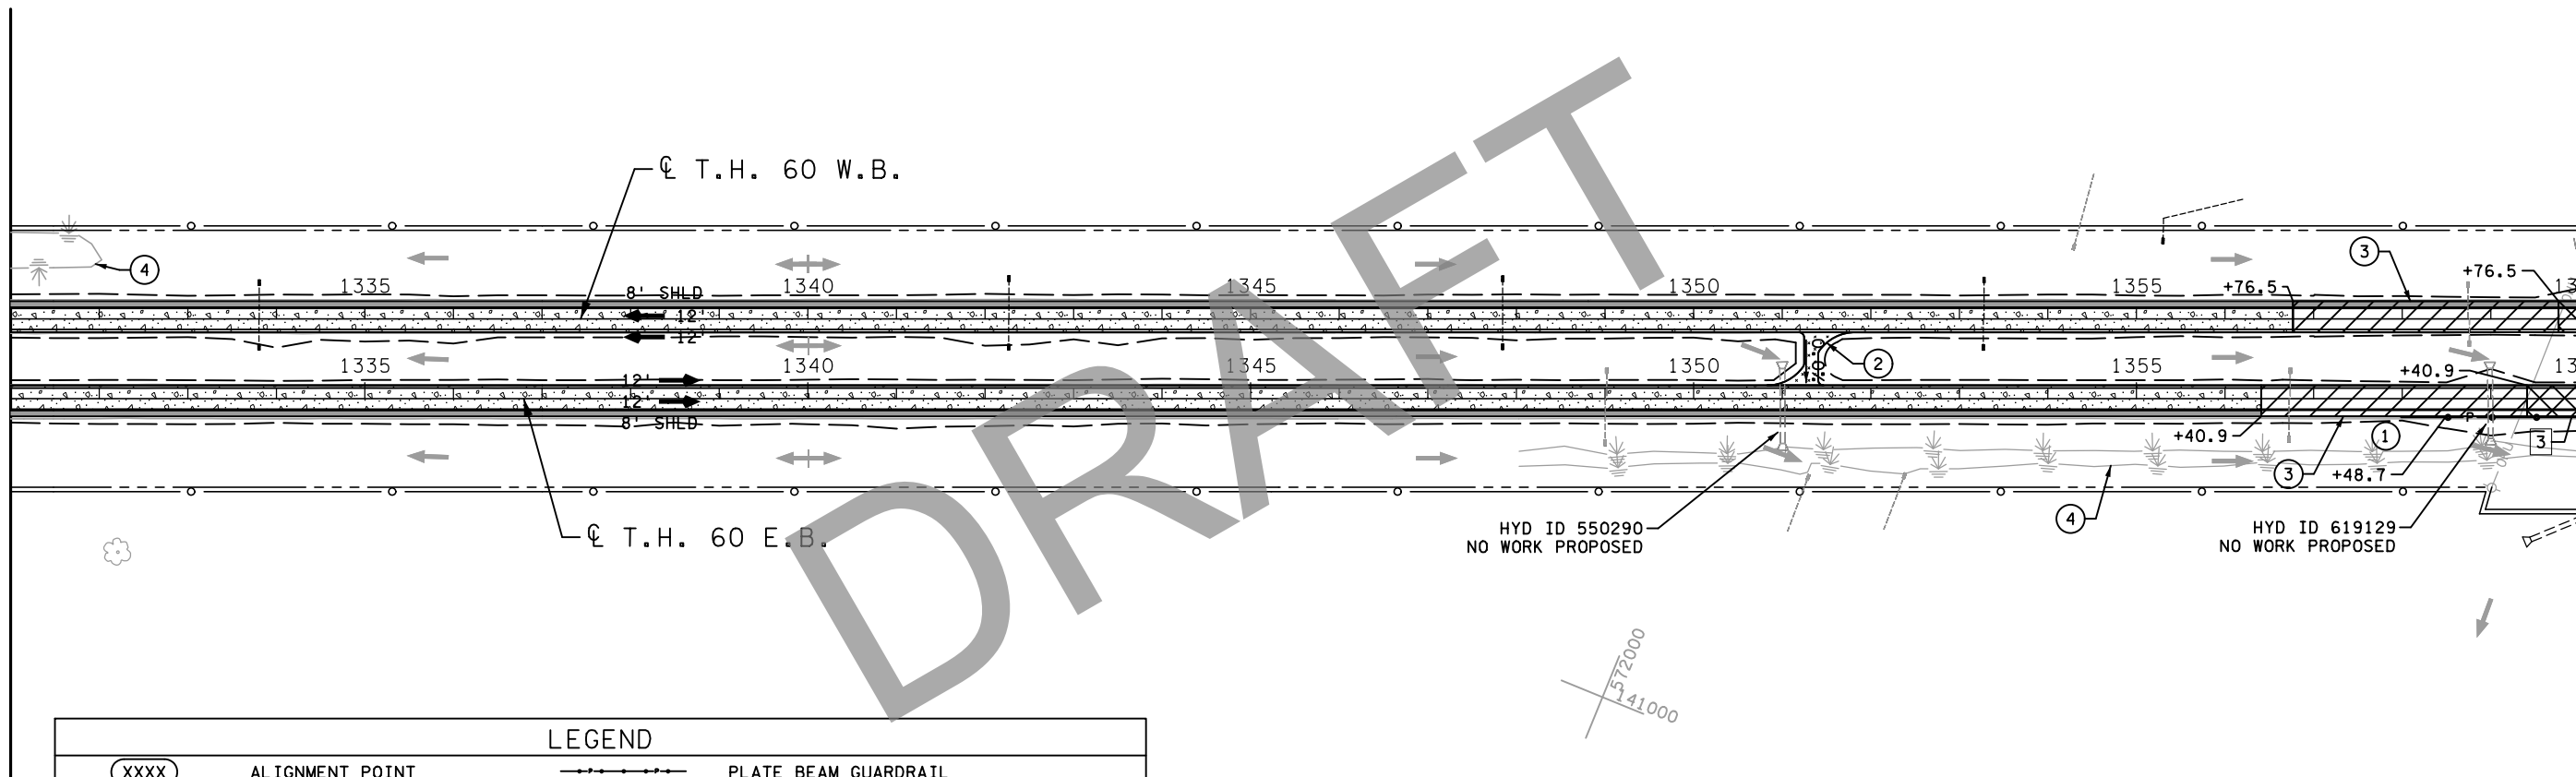 ℄ T.H. 60 W.B.
4
3
+76.5
1335
8' SHLD
1340
1345
1350
+76.5
1355
12'
12'
1335
12'
12'
8' SHLD
1340
1345
1350
2
1355
+40.9
+40.9
P
1
3
3
+48.7
4
℄ T.H. 60 E.B.
HYD ID 550290
NO WORK PROPOSED
HYD ID 619129
NO WORK PROPOSED
572000
141000
DRAFT
LEGEND
XXXX ALIGNMENT POINT
P P PLATE BEAM GUARDRAIL